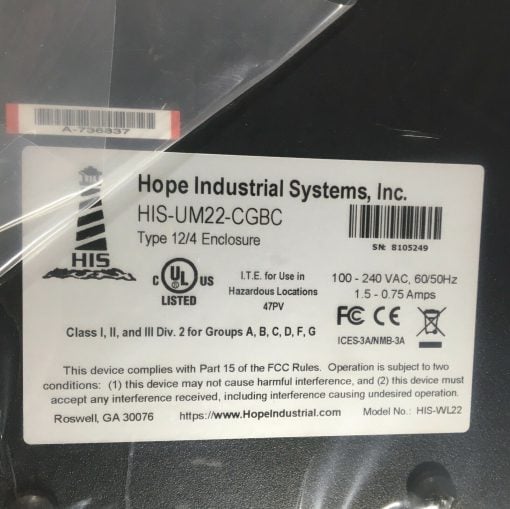 A-736837
Hope Industrial Systems, Inc.
HIS-UM22-CGBC
Type 12/4 Enclosure
SN: 8105249
HIS
C UL US
LISTED
I.T.E. for Use in
Hazardous Locations
47PV
100 - 240 VAC, 60/50Hz
1.5 - 0.75 Amps
FC CE
ICES-3A/NMB-3A
Class I, II, and III Div. 2 for Groups A, B, C, D, F, G
This device complies with Part 15 of the FCC Rules. Operation is subject to two
conditions: (1) this device may not cause harmful interference, and (2) this device must
accept any interference received, including interference causing undesired operation.
Roswell, GA 30076 https://www.HopeIndustrial.com Model No.: HIS-WL22